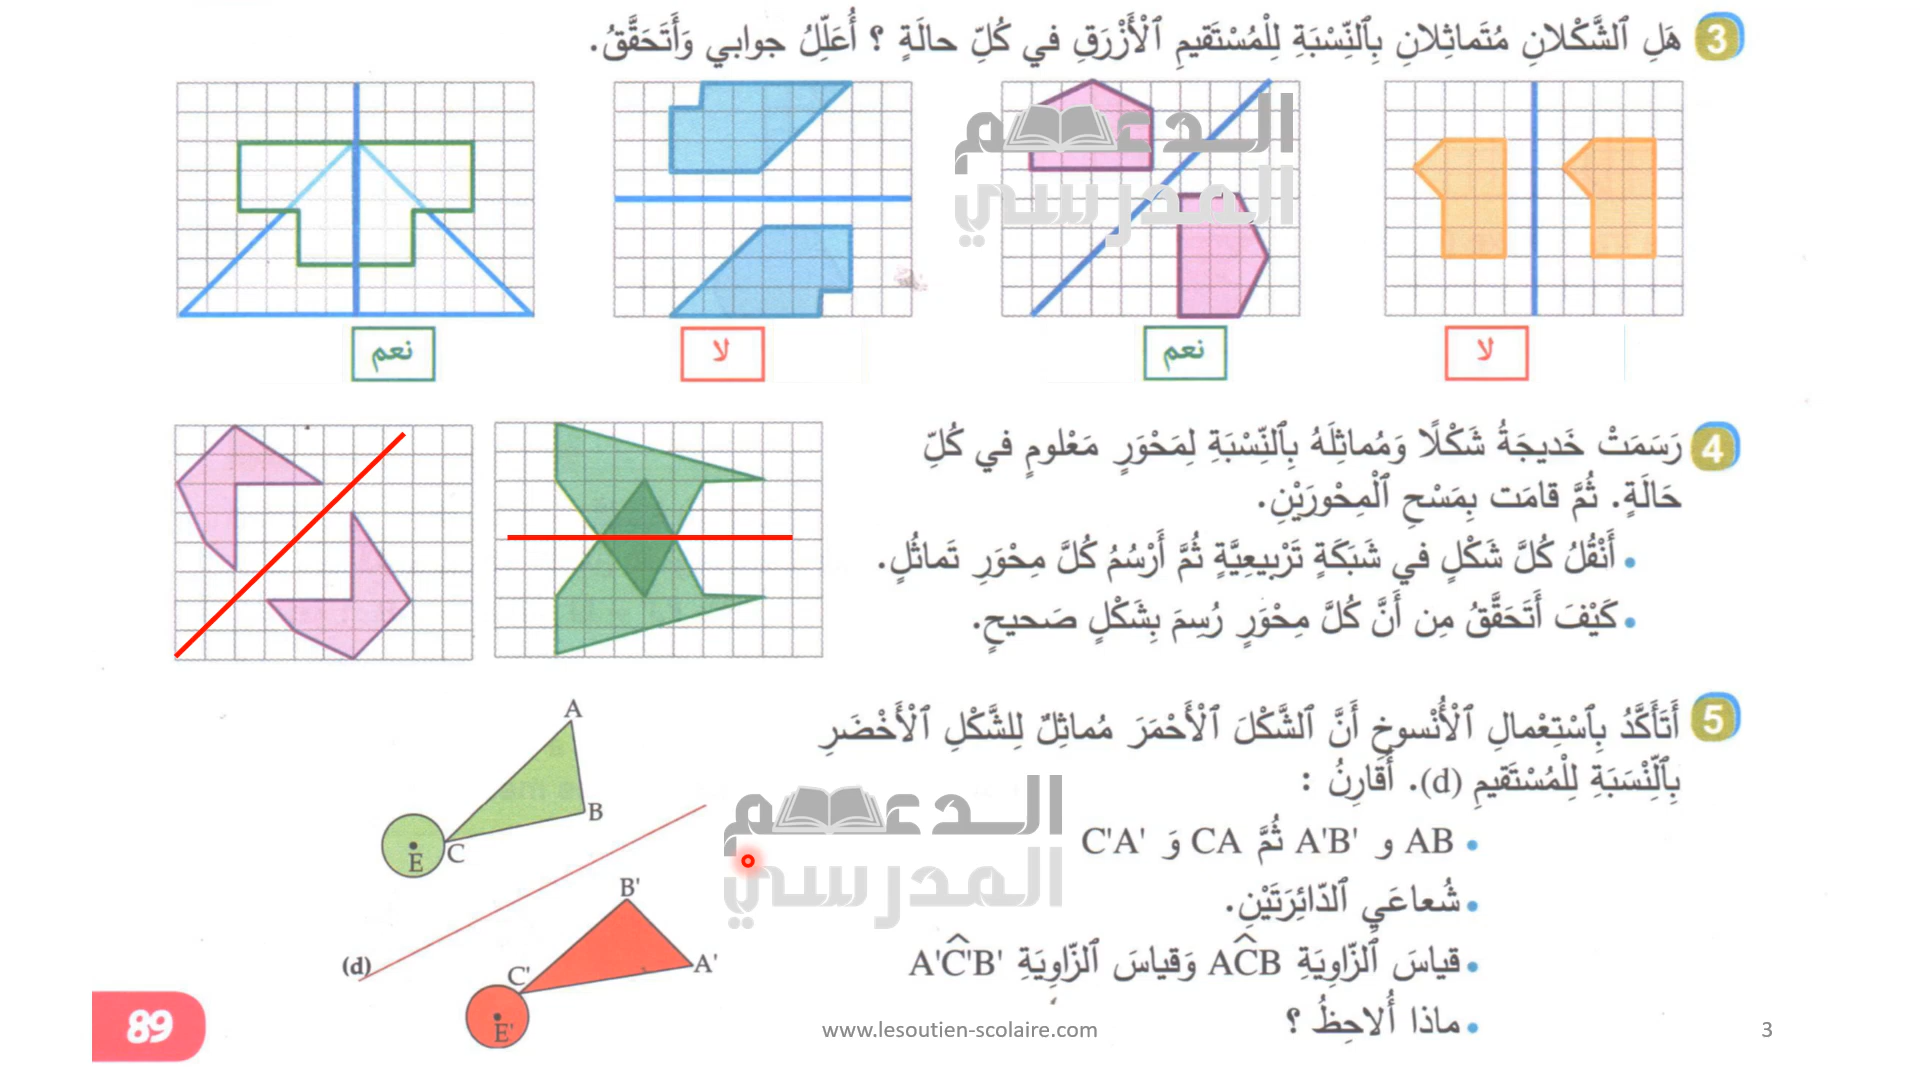 3 هَلِ ٱلشَّكْلانِ مُتَماثِلانِ بِٱلنِّسْبَةِ لِلْمُسْتَقيمِ ٱلْأَزْرَقِ في كُلِّ حالَةٍ ؟ أُعَلِّلُ جوابي وَأَتَحَقَّقُ.
الدعم
المدرسي
نعم لا نعم لا
4 رَسَمَتْ خَديجَةُ شَكْلًا وَمُماثِلَهُ بِٱلنِّسْبَةِ لِمَحْوَرٍ مَعْلومٍ في كُلِّ
حَالَةٍ. ثُمَّ قامَت بِمَسْحِ ٱلْمِحْورَيْنِ.
• أَنْقُلُ كُلَّ شَكْلٍ في شَبَكَةٍ تَرْبيعِيَّةٍ ثُمَّ أَرْسُمُ كُلَّ مِحْوَرِ تَماثُلٍ.
• كَيْفَ أَتَحَقَّقُ مِن أَنَّ كُلَّ مِحْوَرٍ رُسِمَ بِشَكْلٍ صَحيحٍ.
5 أَتَأَكَّدُ بِٱسْتِعْمالِ ٱلْأُنْسوخِ أَنَّ ٱلشَّكْلَ ٱلْأَحْمَرَ مُماثِلٌ لِلشَّكْلِ ٱلْأَخْضَرِ
بِٱلنِّسَبَةِ لِلْمُسْتَقيمِ (d). أُقارِنُ :
• AB و A'B' ثُمَّ CA وَ C'A'
• شُعاعَيِ ٱلدّائِرَتَيْنِ.
• قياسَ ٱلزّاوِيَةِ AĈB وَقياسَ ٱلزّاوِيَةِ A'Ĉ'B'
• ماذا أُلاحِظُ ؟
A
B
C
E
الدعم
المدرسي
B'
A'
C'
(d)
E'
89
www.lesoutien-scolaire.com
3